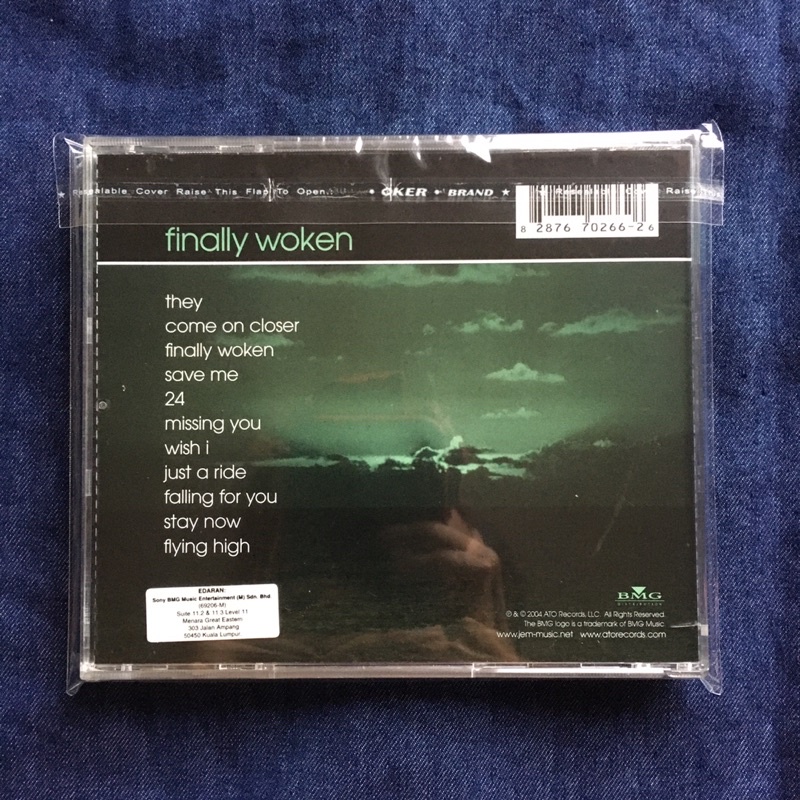 Resealable Cover Raise This Flap To Open
OKER BRAND ★
8 28767 0266-2 6
finally woken
they
come on closer
finally woken
save me
24
missing you
wish i
just a ride
falling for you
stay now
flying high
EDARAN:
Sony BMG Music Entertainment (M) Sdn. Bhd.
(69206-M)
Suite 11.2 & 11.3 Level 11
Menara Great Eastern
303 Jalan Ampang
50450 Kuala Lumpur
BMG
DISTRIBUTION
℗ & © 2004 ATO Records, LLC. All Rights Reserved.
The BMG logo is a trademark of BMG Music.
www.jem-music.net www.atorecords.com